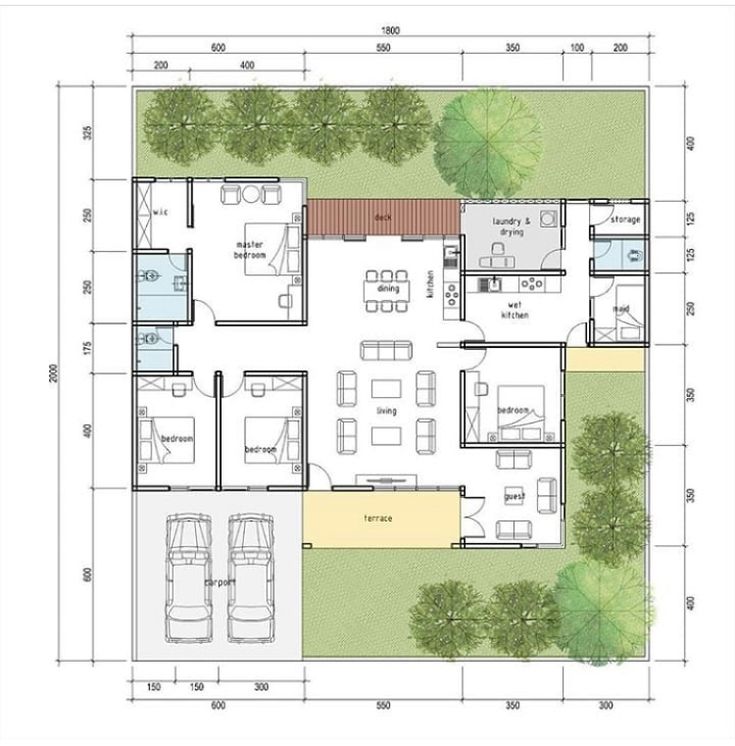 1800
600 550 350 100 200
200 400
325
400
2000
250
w.i.c
master
bedroom
deck
laundry &
drying
storage
125
250
dining
kitchen
wet
kitchen
maid
125
250
175
living
bedroom
350
400
bedroom
bedroom
guest
350
terrace
600
carport
400
150 150 300
600 550 350 300